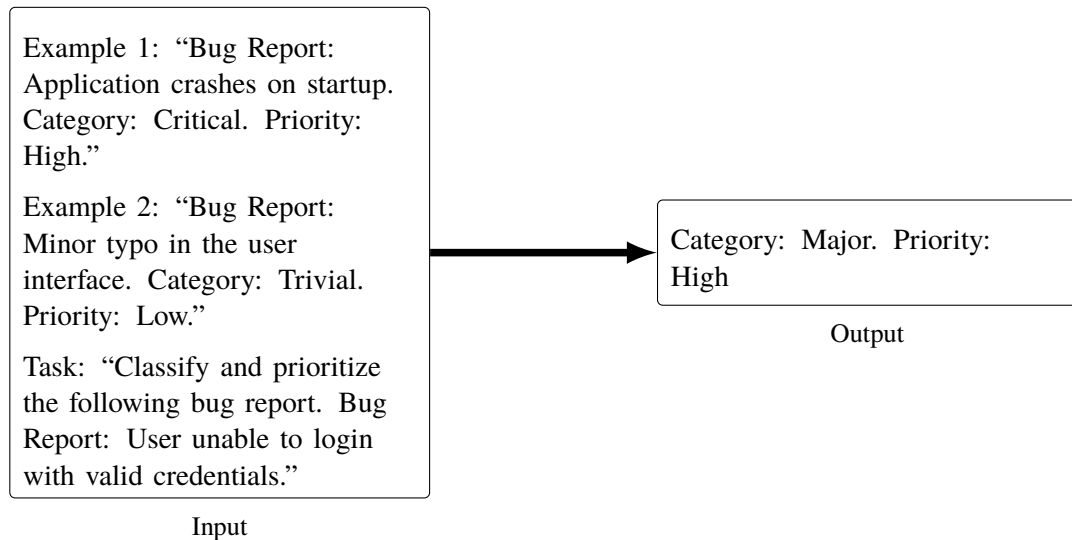 Example 1: “Bug Report:
Application crashes on startup.
Category: Critical. Priority:
High.”
Example 2: “Bug Report:
Minor typo in the user
interface. Category: Trivial.
Priority: Low.”
Task: “Classify and prioritize
the following bug report. Bug
Report: User unable to login
with valid credentials.”
Input
Category: Major. Priority:
High
Output